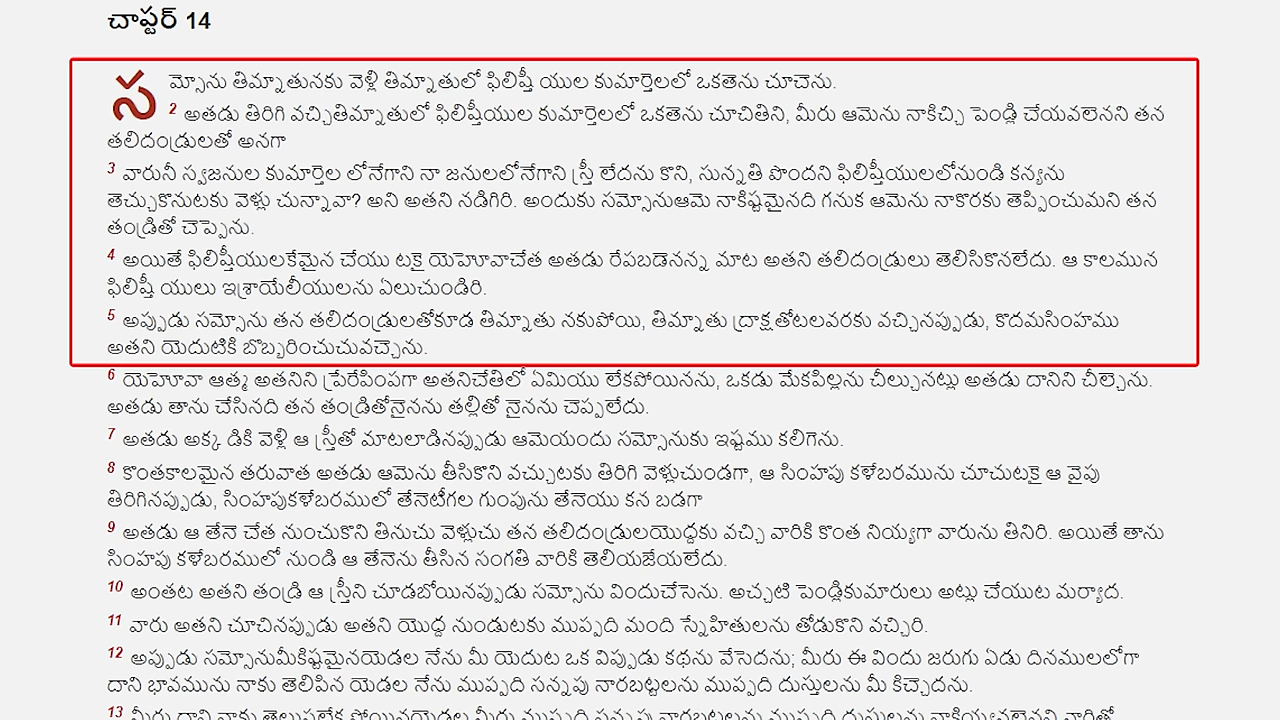 చాప్టర్ 14
సమ్సోను తిమ్నాతునకు వెళ్లి తిమ్నాతులో ఫిలిష్తీ యుల కుమార్తెలలో ఒకతెను చూచెను.
2 అతడు తిరిగి వచ్చితిమ్నాతులో ఫిలిష్తీయుల కుమార్తెలలో ఒకతెను చూచితిని, మీరు ఆమెను నాకిచ్చి పెండ్లి చేయవలెనని తన
తలిదండ్రులతో అనగా
3 వారునీ స్వజనుల కుమార్తెల లోనేగాని నా జనులలోనేగాని స్త్రీ లేదను కొని, సున్నతి పొందని ఫిలిష్తీయులలోనుండి కన్యను
తెచ్చుకొనుటకు వెళ్లు చున్నావా? అని అతని నడిగిరి. అందుకు సమ్సోనుఆమె నాకిష్టమైనది గనుక ఆమెను నాకొరకు తెప్పించుమని తన
తండ్రితో చెప్పెను.
4 అయితే ఫిలిష్తీయులకేమైన చేయు టకై యెహోవాచేత అతడు రేపబడెనన్న మాట అతని తలిదండ్రులు తెలిసికొనలేదు. ఆ కాలమున
ఫిలిష్తీ యులు ఇశ్రాయేలీయులను ఏలుచుండిరి.
5 అప్పుడు సమ్సోను తన తలిదండ్రులతోకూడ తిమ్నాతు నకుపోయి, తిమ్నాతు ద్రాక్షతోటలవరకు వచ్చినప్పుడు, కొదమసింహము
అతని యెదుటికి బొబ్బరించుచువచ్చెను.
6 యెహోవా ఆత్మ అతనిని ప్రేరేపింపగా అతనిచేతిలో ఏమియు లేకపోయినను, ఒకడు మేకపిల్లను చీల్చునట్లు అతడు దానిని చీల్చెను.
అతడు తాను చేసినది తన తండ్రితోనైనను తల్లితో నైనను చెప్పలేదు.
7 అతడు అక్క డికి వెళ్లి ఆ స్త్రీతో మాటలాడినప్పుడు ఆమెయందు సమ్సోనుకు ఇష్టము కలిగెను.
8 కొంతకాలమైన తరువాత అతడు ఆమెను తీసికొని వచ్చుటకు తిరిగి వెళ్లుచుండగా, ఆ సింహపు కళేబరమును చూచుటకై ఆ వైపు
తిరిగినప్పుడు, సింహపుకళేబరములో తేనెటీగల గుంపును తేనెయు కన బడగా
9 అతడు ఆ తేనె చేత నుంచుకొని తినుచు వెళ్లుచు తన తలిదండ్రులయొద్దకు వచ్చి వారికి కొంత నియ్యగా వారును తినిరి. అయితే తాను
సింహపు కళేబరములో నుండి ఆ తేనెను తీసిన సంగతి వారికి తెలియజేయలేదు.
10 అంతట అతని తండ్రి ఆ స్త్రీని చూడబోయినప్పుడు సమ్సోను విందుచేసెను. అచ్చటి పెండ్లికుమారులు అట్లు చేయుట మర్యాద.
11 వారు అతని చూచినప్పుడు అతని యొద్ద నుండుటకు ముప్పది మంది స్నేహితులను తోడుకొని వచ్చిరి.
12 అప్పుడు సమ్సోనుమీకిష్టమైనయెడల నేను మీ యెదుట ఒక విప్పుడు కథను వేసెదను; మీరు ఈ విందు జరుగు ఏడు దినములలోగా
దాని భావమును నాకు తెలిపిన యెడల నేను ముప్పది సన్నపు నారబట్టలను ముప్పది దుస్తులను మీ కిచ్చెదను.
13